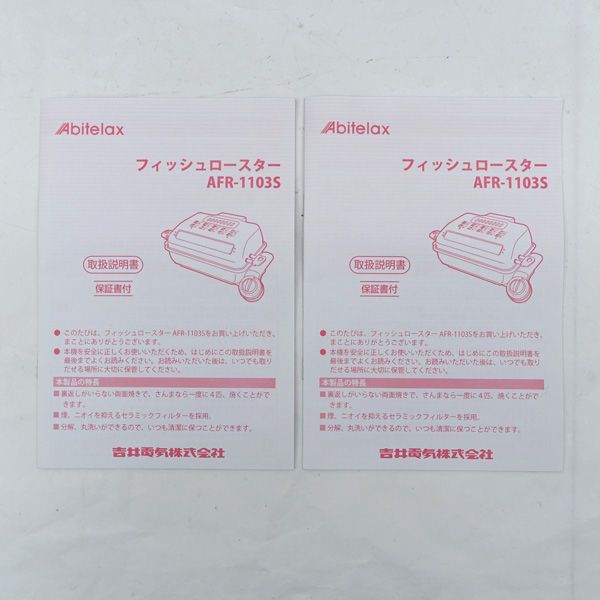 Abitelax
フィッシュロースター
AFR-1103S
取扱説明書
保証書付
● このたびは、フィッシュロースター AFR-1103Sをお買い上げいただき、
まことにありがとうございます。
● 本機を安全に正しくお使いいただくため、はじめにこの取扱説明書を
最後までよくお読みください。お読みいただいた後は、いつでも取り
だせる場所に大切に保管してください。
本製品の特長
■ 裏返しがいらない両面焼きで、さんまなら一度に4匹、焼くことがで
きます。
■ 煙、ニオイを抑えるセラミックフィルターを採用。
■ 分解、丸洗いができるので、いつも清潔に保つことができます。
吉井電気株式会社
Abitelax
フィッシュロースター
AFR-1103S
取扱説明書
保証書付
● このたびは、フィッシュロースター AFR-1103Sをお買い上げいただき、
まことにありがとうございます。
● 本機を安全に正しくお使いいただくため、はじめにこの取扱説明書を
最後までよくお読みください。お読みいただいた後は、いつでも取り
だせる場所に大切に保管してください。
本製品の特長
■ 裏返しがいらない両面焼きで、さんまなら一度に4匹、焼くことがで
きます。
■ 煙、ニオイを抑えるセラミックフィルターを採用。
■ 分解、丸洗いができるので、いつも清潔に保つことができます。
吉井電気株式会社